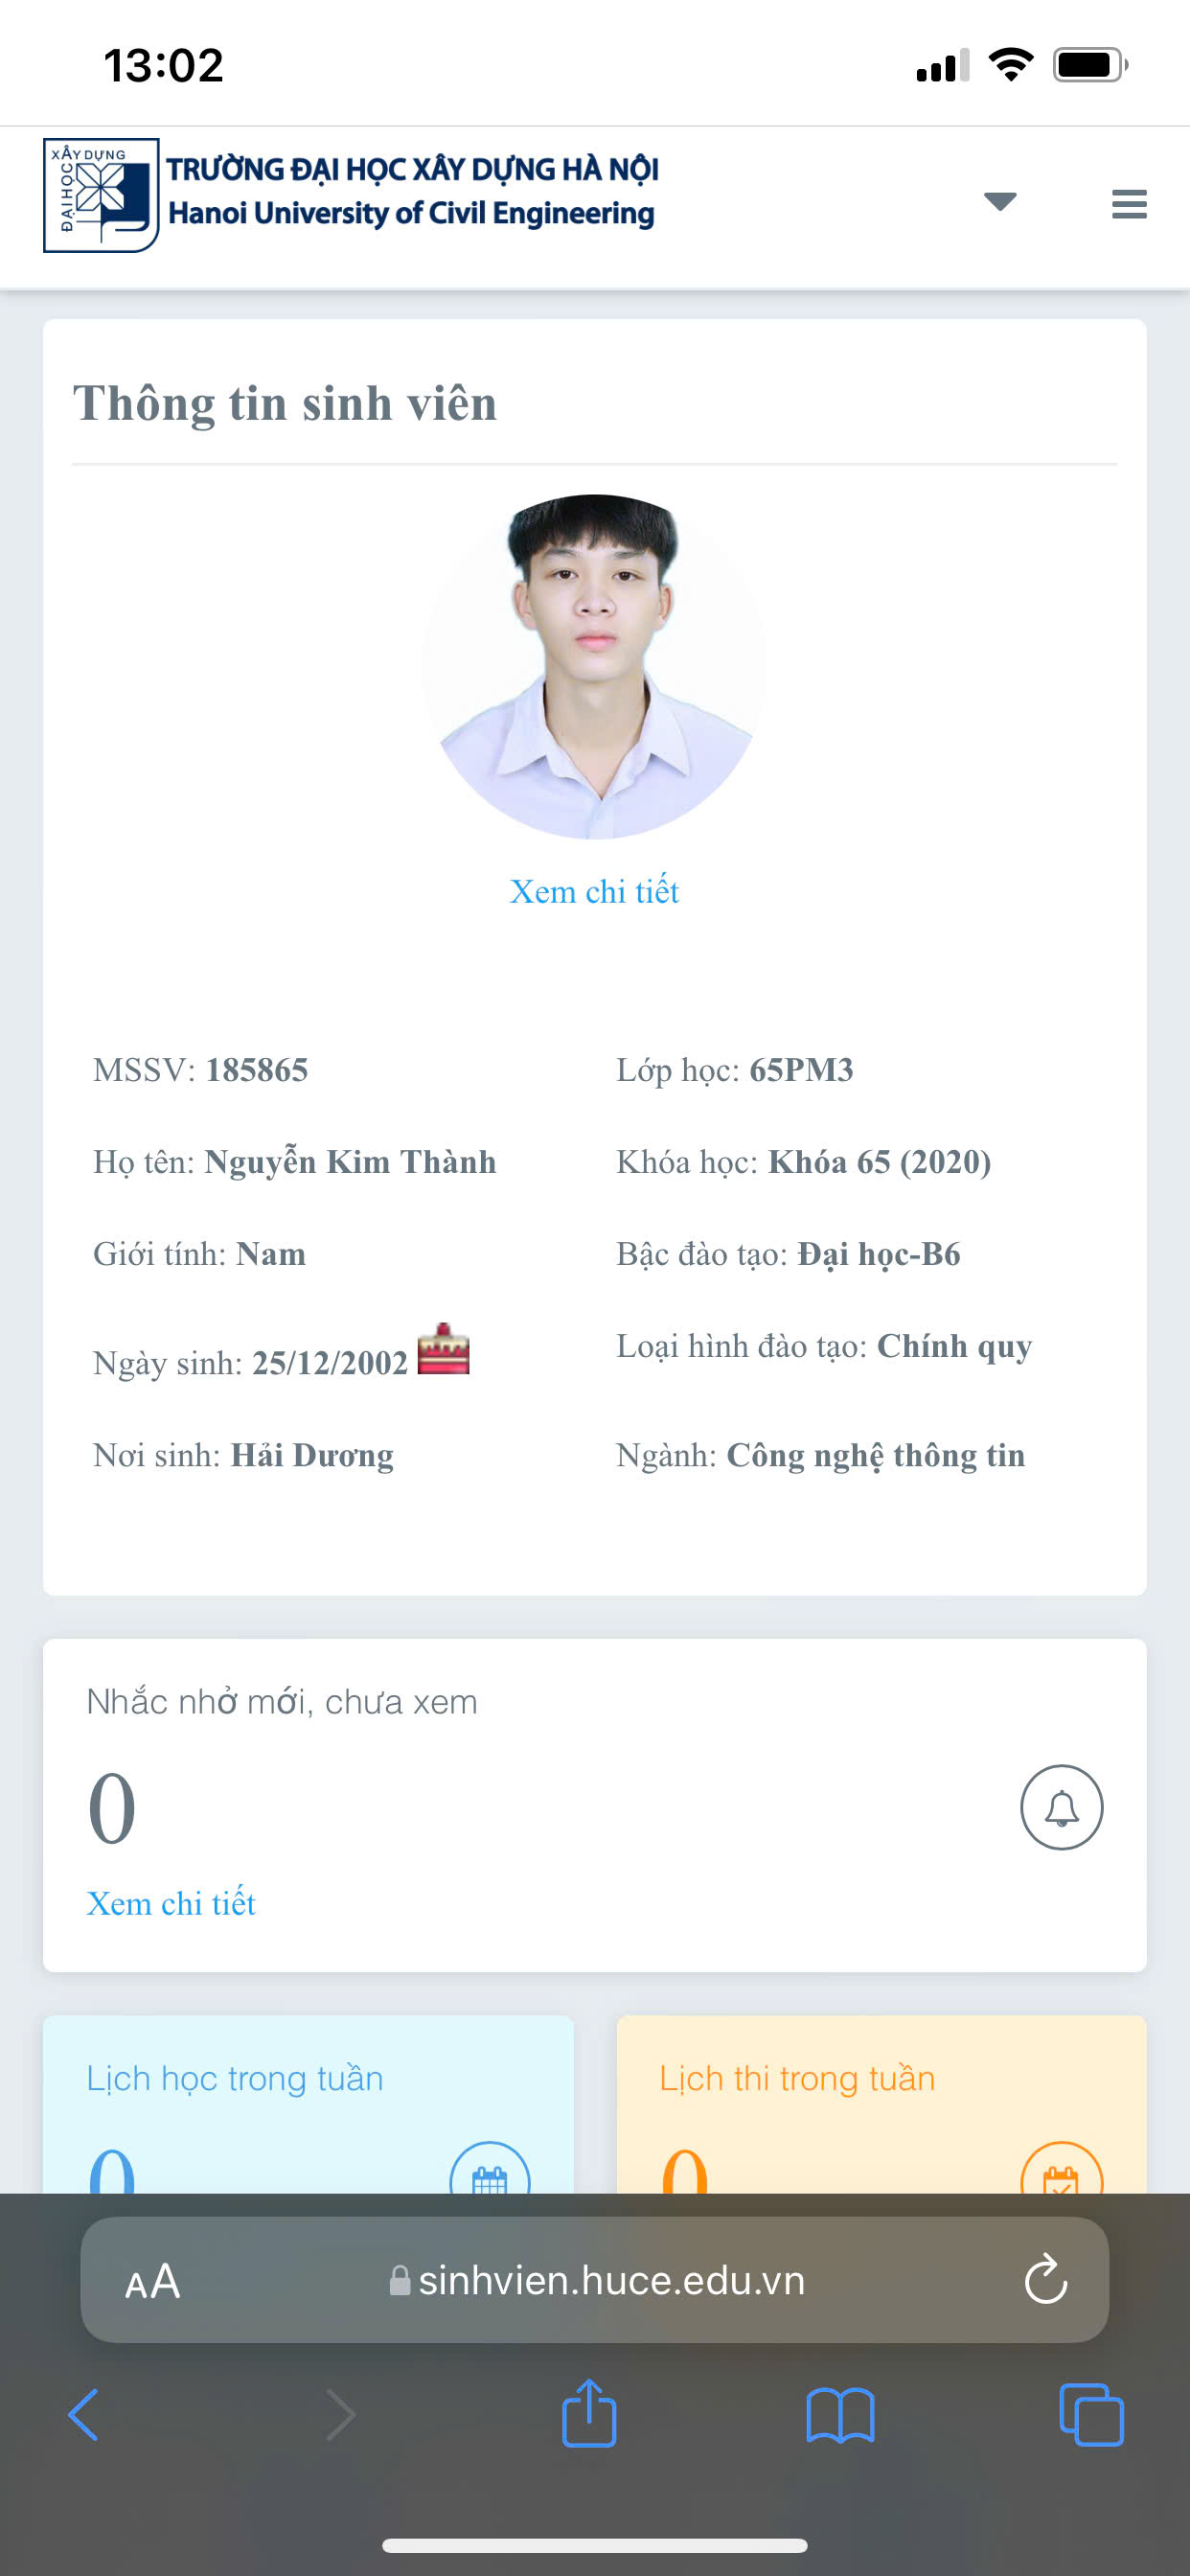 13:02
XÂY DỰNG
ĐẠI HỌC
TRƯỜNG ĐẠI HỌC XÂY DỰNG HÀ NỘI
Hanoi University of Civil Engineering
Thông tin sinh viên
Xem chi tiết
MSSV: 185865
Lớp học: 65PM3
Họ tên: Nguyễn Kim Thành
Khóa học: Khóa 65 (2020)
Giới tính: Nam
Bậc đào tạo: Đại học-B6
Ngày sinh: 25/12/2002
Loại hình đào tạo: Chính quy
Nơi sinh: Hải Dương
Ngành: Công nghệ thông tin
Nhắc nhở mới, chưa xem
0
Xem chi tiết
Lịch học trong tuần
Lịch thi trong tuần
0
0
AA
sinhvien.huce.edu.vn